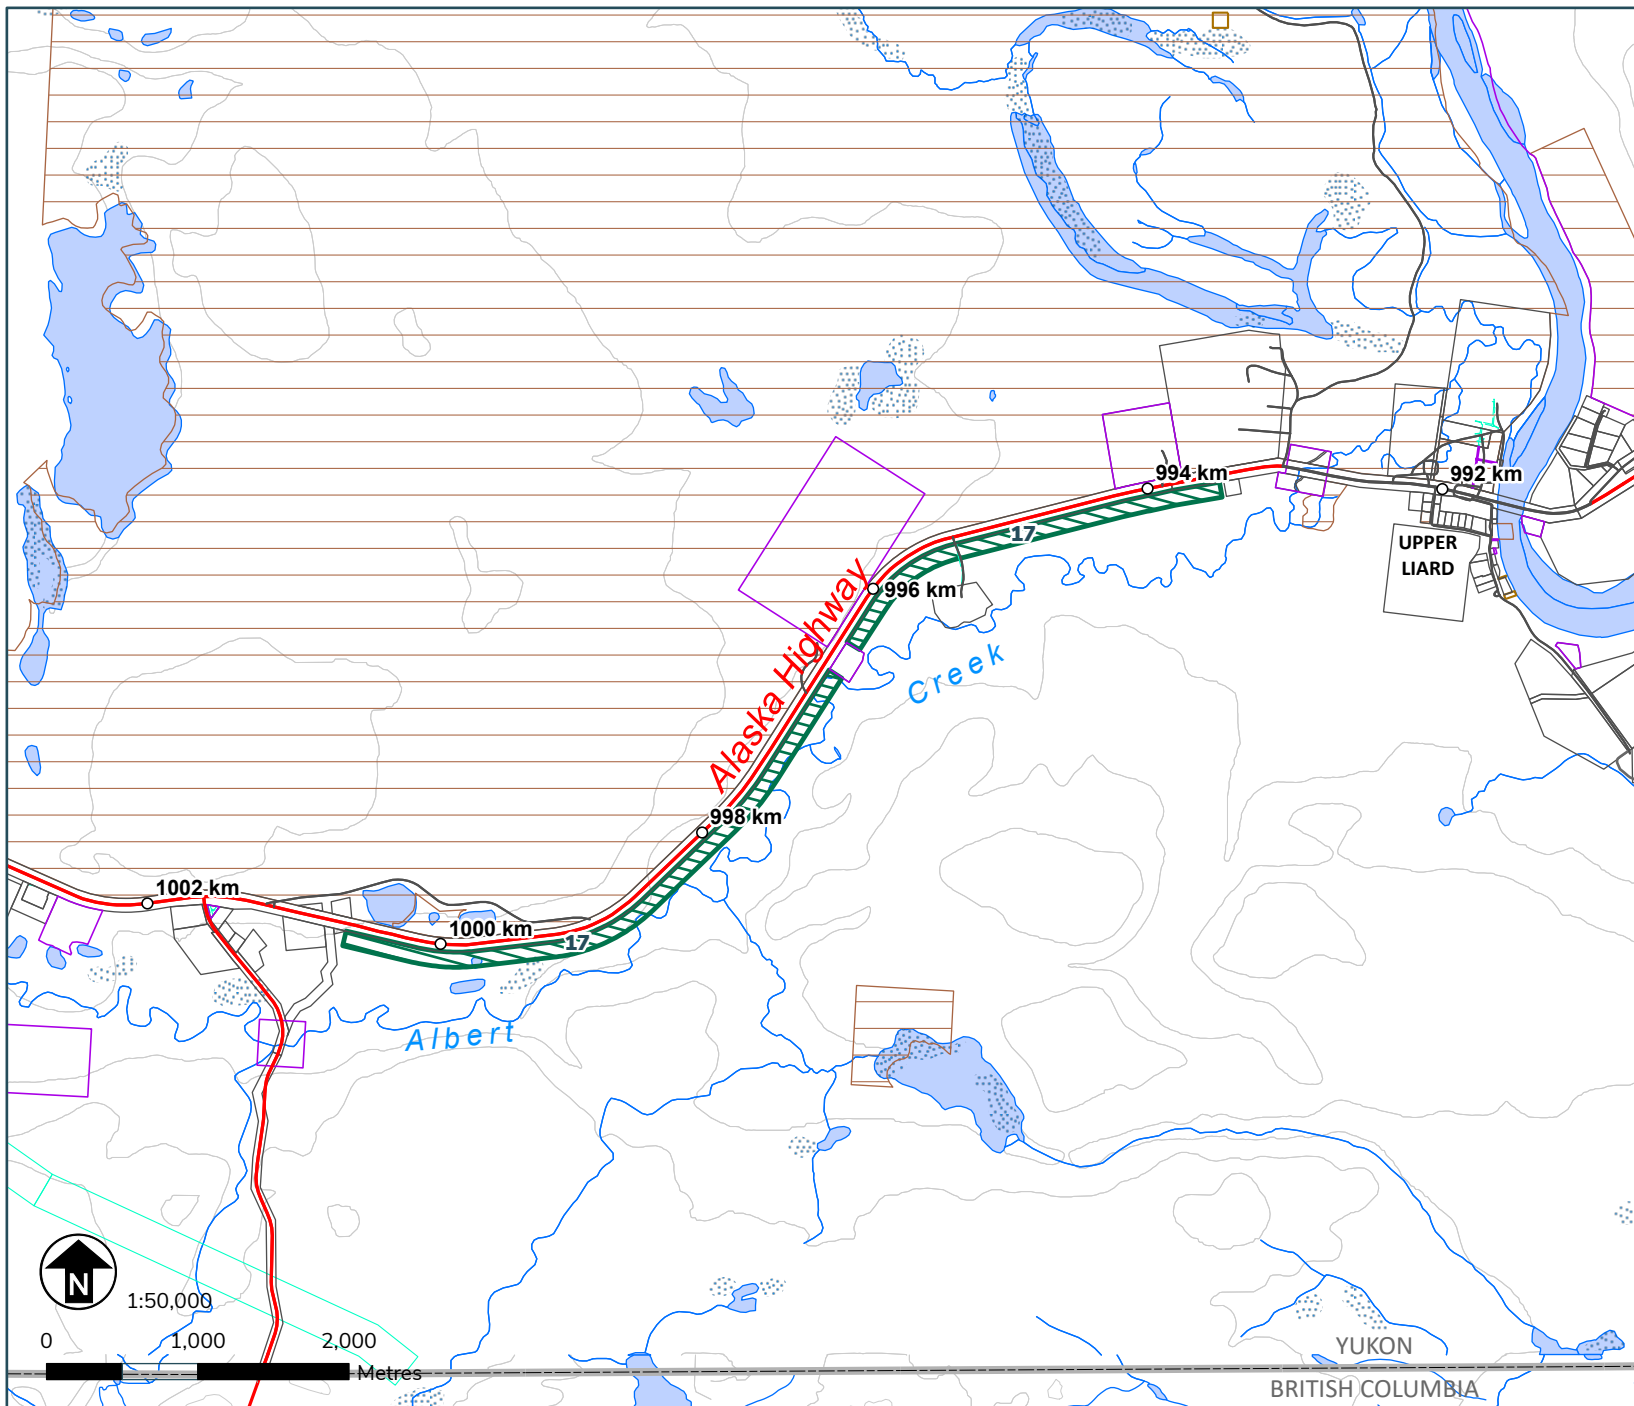 994 km
992 km
17
UPPER
LIARD
996 km
Alaska Highway
Creek
998 km
1002 km
1000 km
17
Albert
N
1:50,000
0 1,000 2,000
Metres
YUKON
BRITISH COLUMBIA